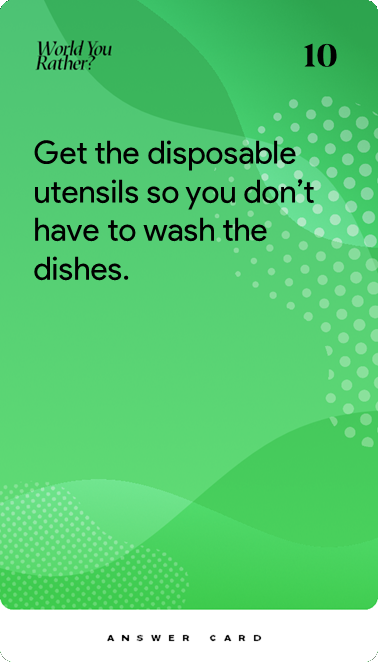 World You
Rather?
10
Get the disposable
utensils so you don’t
have to wash the
dishes.
ANSWER CARD